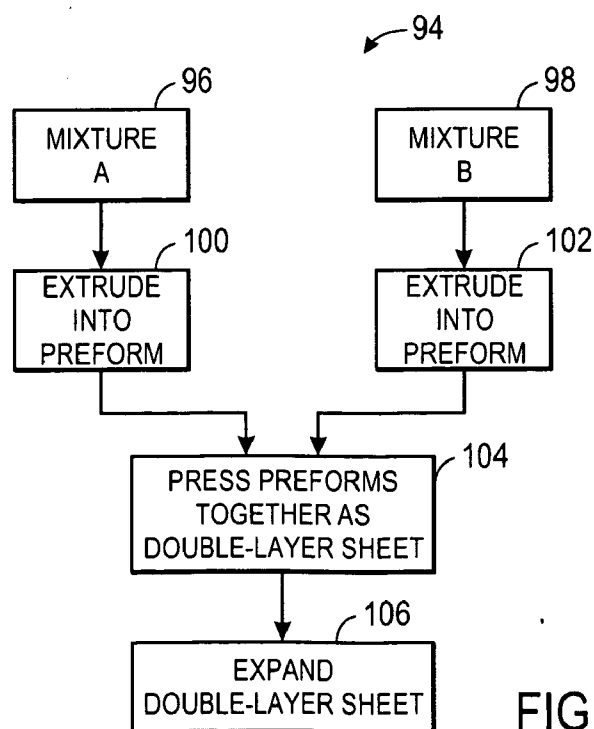 94
96
98
MIXTURE
A
MIXTURE
B
100
102
EXTRUDE
INTO
PREFORM
EXTRUDE
INTO
PREFORM
104
PRESS PREFORMS
TOGETHER AS
DOUBLE-LAYER SHEET
106
EXPAND
DOUBLE-LAYER SHEET
FIG